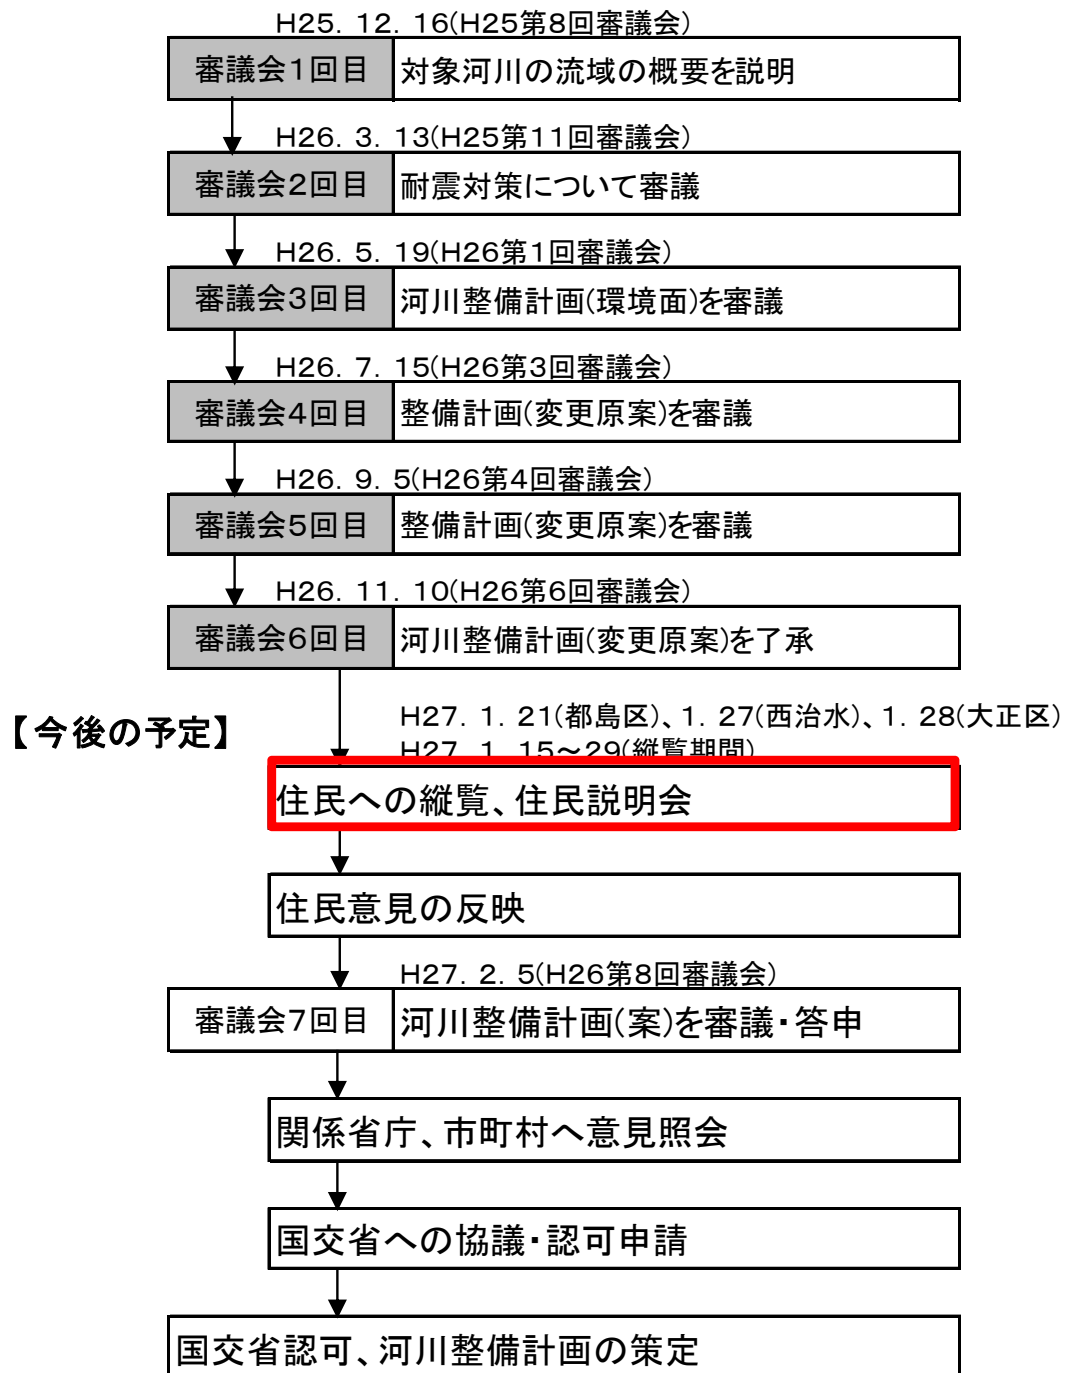 H25. 12. 16(H25第8回審議会)
審議会1回目 対象河川の流域の概要を説明
H26. 3. 13(H25第11回審議会)
審議会2回目 耐震対策について審議
H26. 5. 19(H26第1回審議会)
審議会3回目 河川整備計画(環境面)を審議
H26. 7. 15(H26第3回審議会)
審議会4回目 整備計画(変更原案)を審議
H26. 9. 5(H26第4回審議会)
審議会5回目 整備計画(変更原案)を審議
H26. 11. 10(H26第6回審議会)
審議会6回目 河川整備計画(変更原案)を了承
【今後の予定】
H27. 1. 21(都島区)、1. 27(西治水)、1. 28(大正区)
H27. 1. 15～29(縦覧期間)
住民への縦覧、住民説明会
住民意見の反映
H27. 2. 5(H26第8回審議会)
審議会7回目 河川整備計画(案)を審議・答申
関係省庁、市町村へ意見照会
国交省への協議・認可申請
国交省認可、河川整備計画の策定